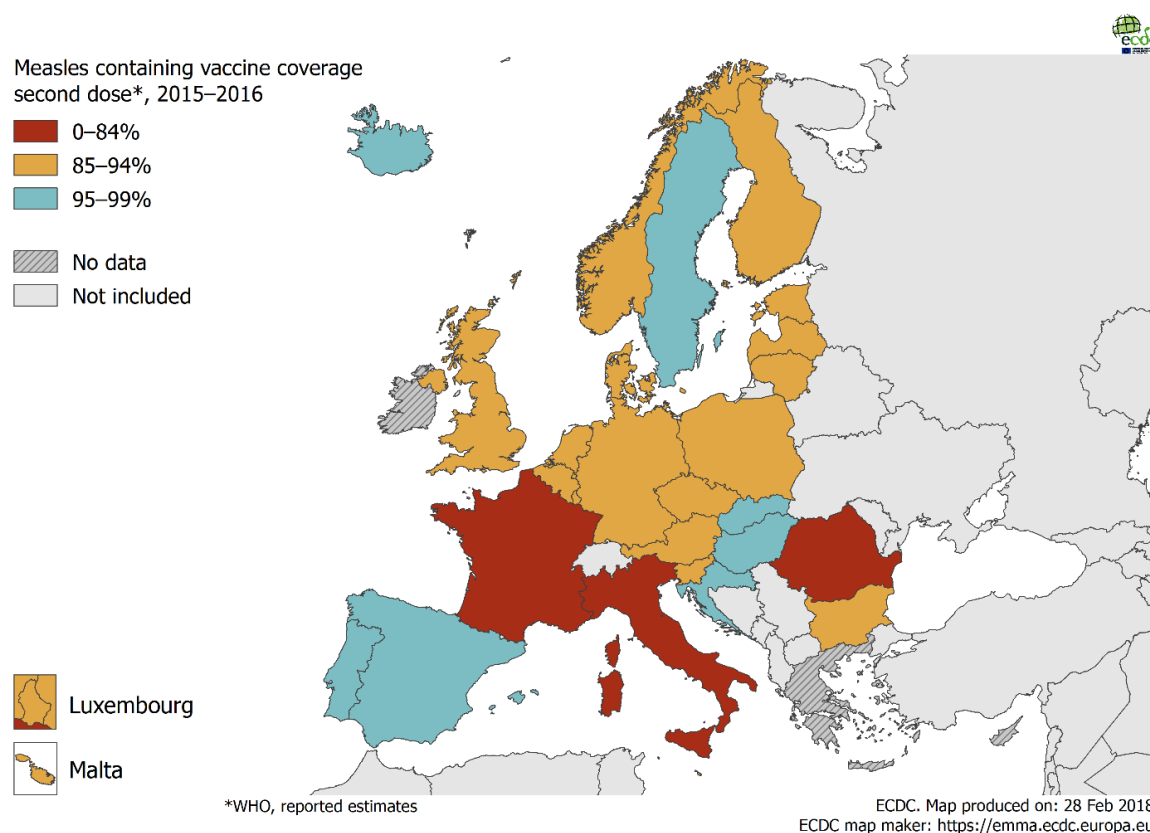 ecdc
Measles containing vaccine coverage
second dose*, 2015–2016
0–84%
85–94%
95–99%
No data
Not included
Luxembourg
Malta
*WHO, reported estimates
ECDC. Map produced on: 28 Feb 2018
ECDC map maker: https://emma.ecdc.europa.eu